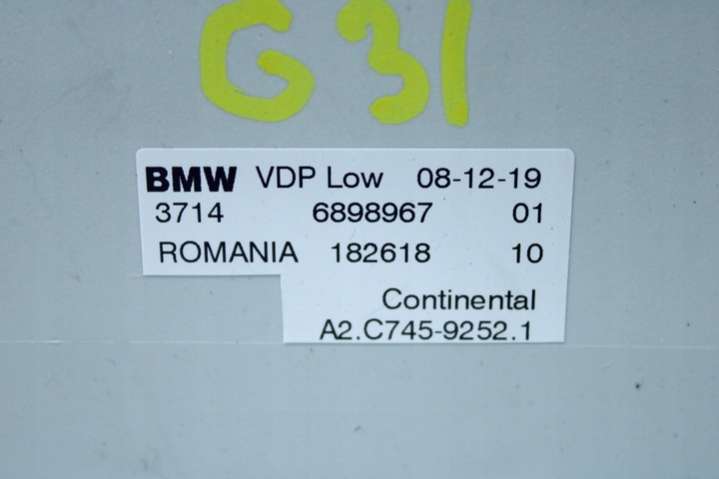 G31
BMW VDP Low 08-12-19
3714 6898967 01
ROMANIA 182618 10
Continental
A2.C745-9252.1